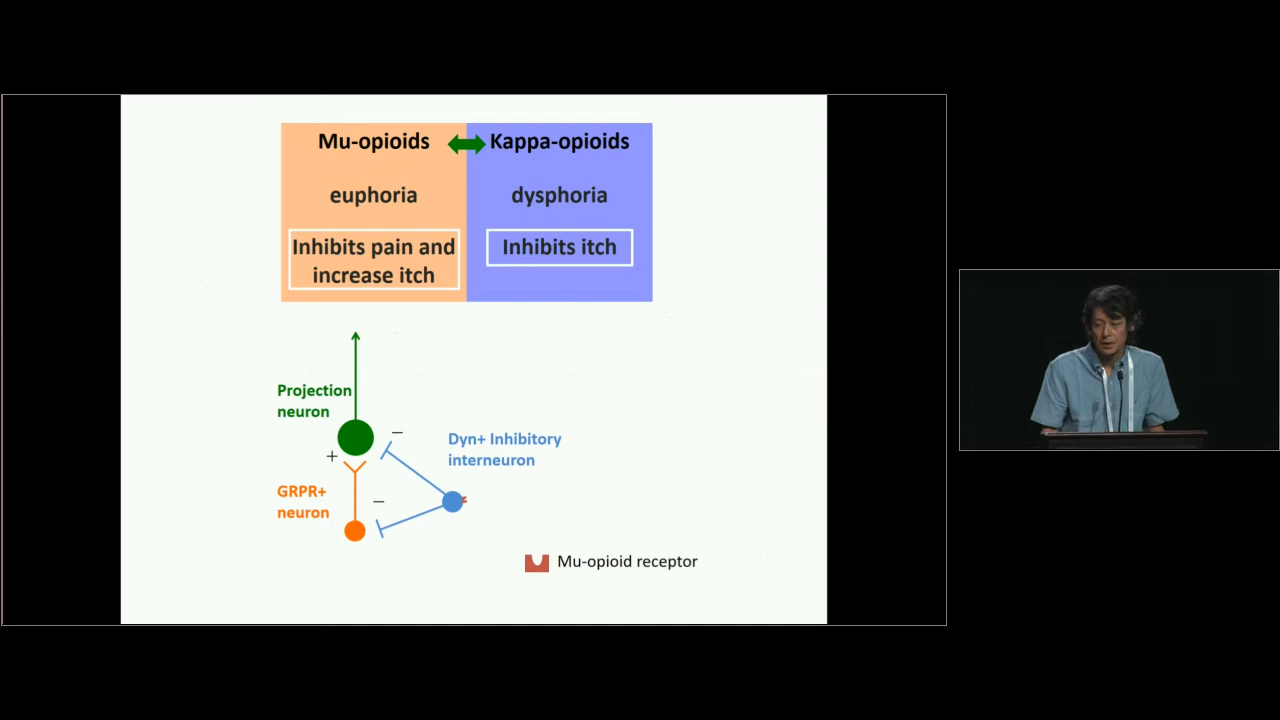 Mu-opioids
Kappa-opioids
euphoria
dysphoria
Inhibits pain and
increase itch
Inhibits itch
Projection
neuron
−
+
Dyn+ Inhibitory
interneuron
GRPR+
neuron
−
Mu-opioid receptor